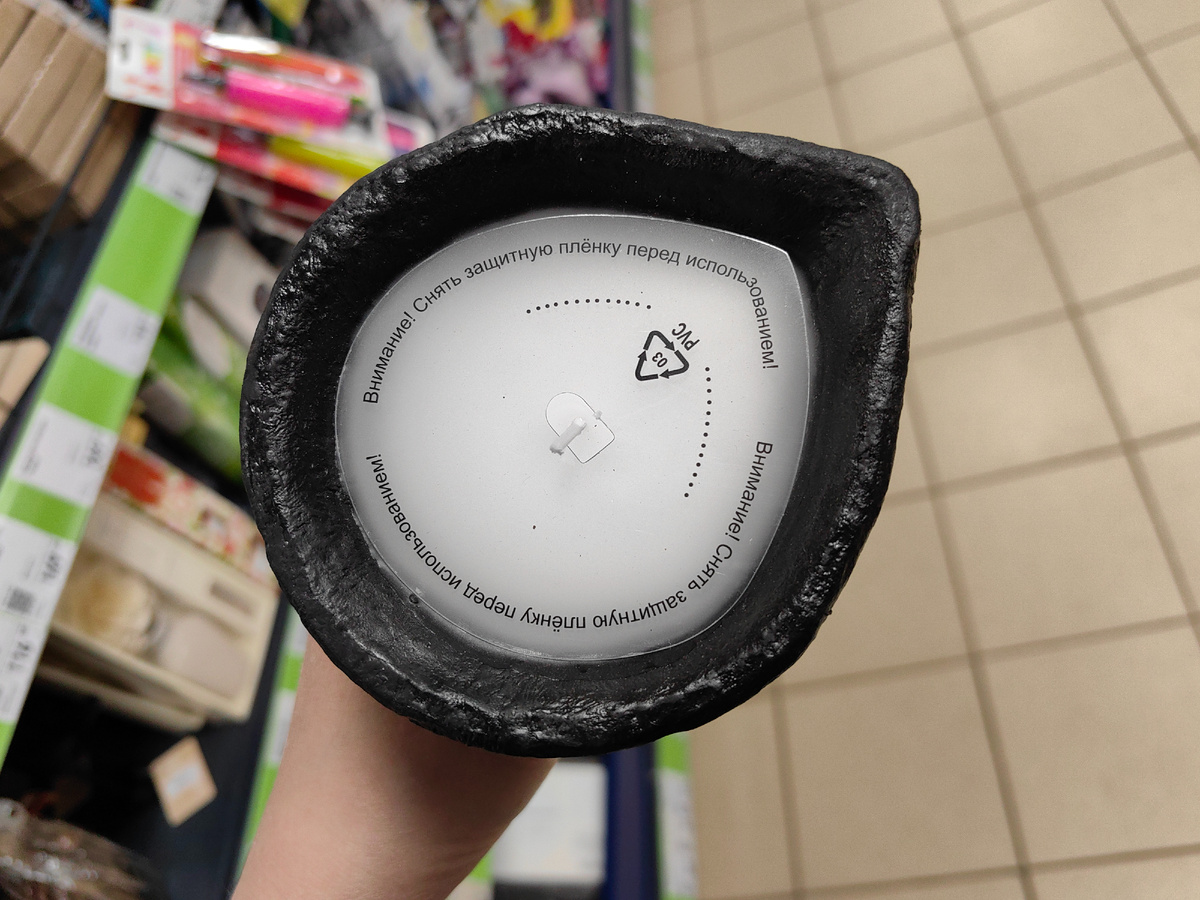 Внимание! Снять защитную плёнку перед использованием!
03
PVC
Внимание! Снять защитную плёнку перед использованием!